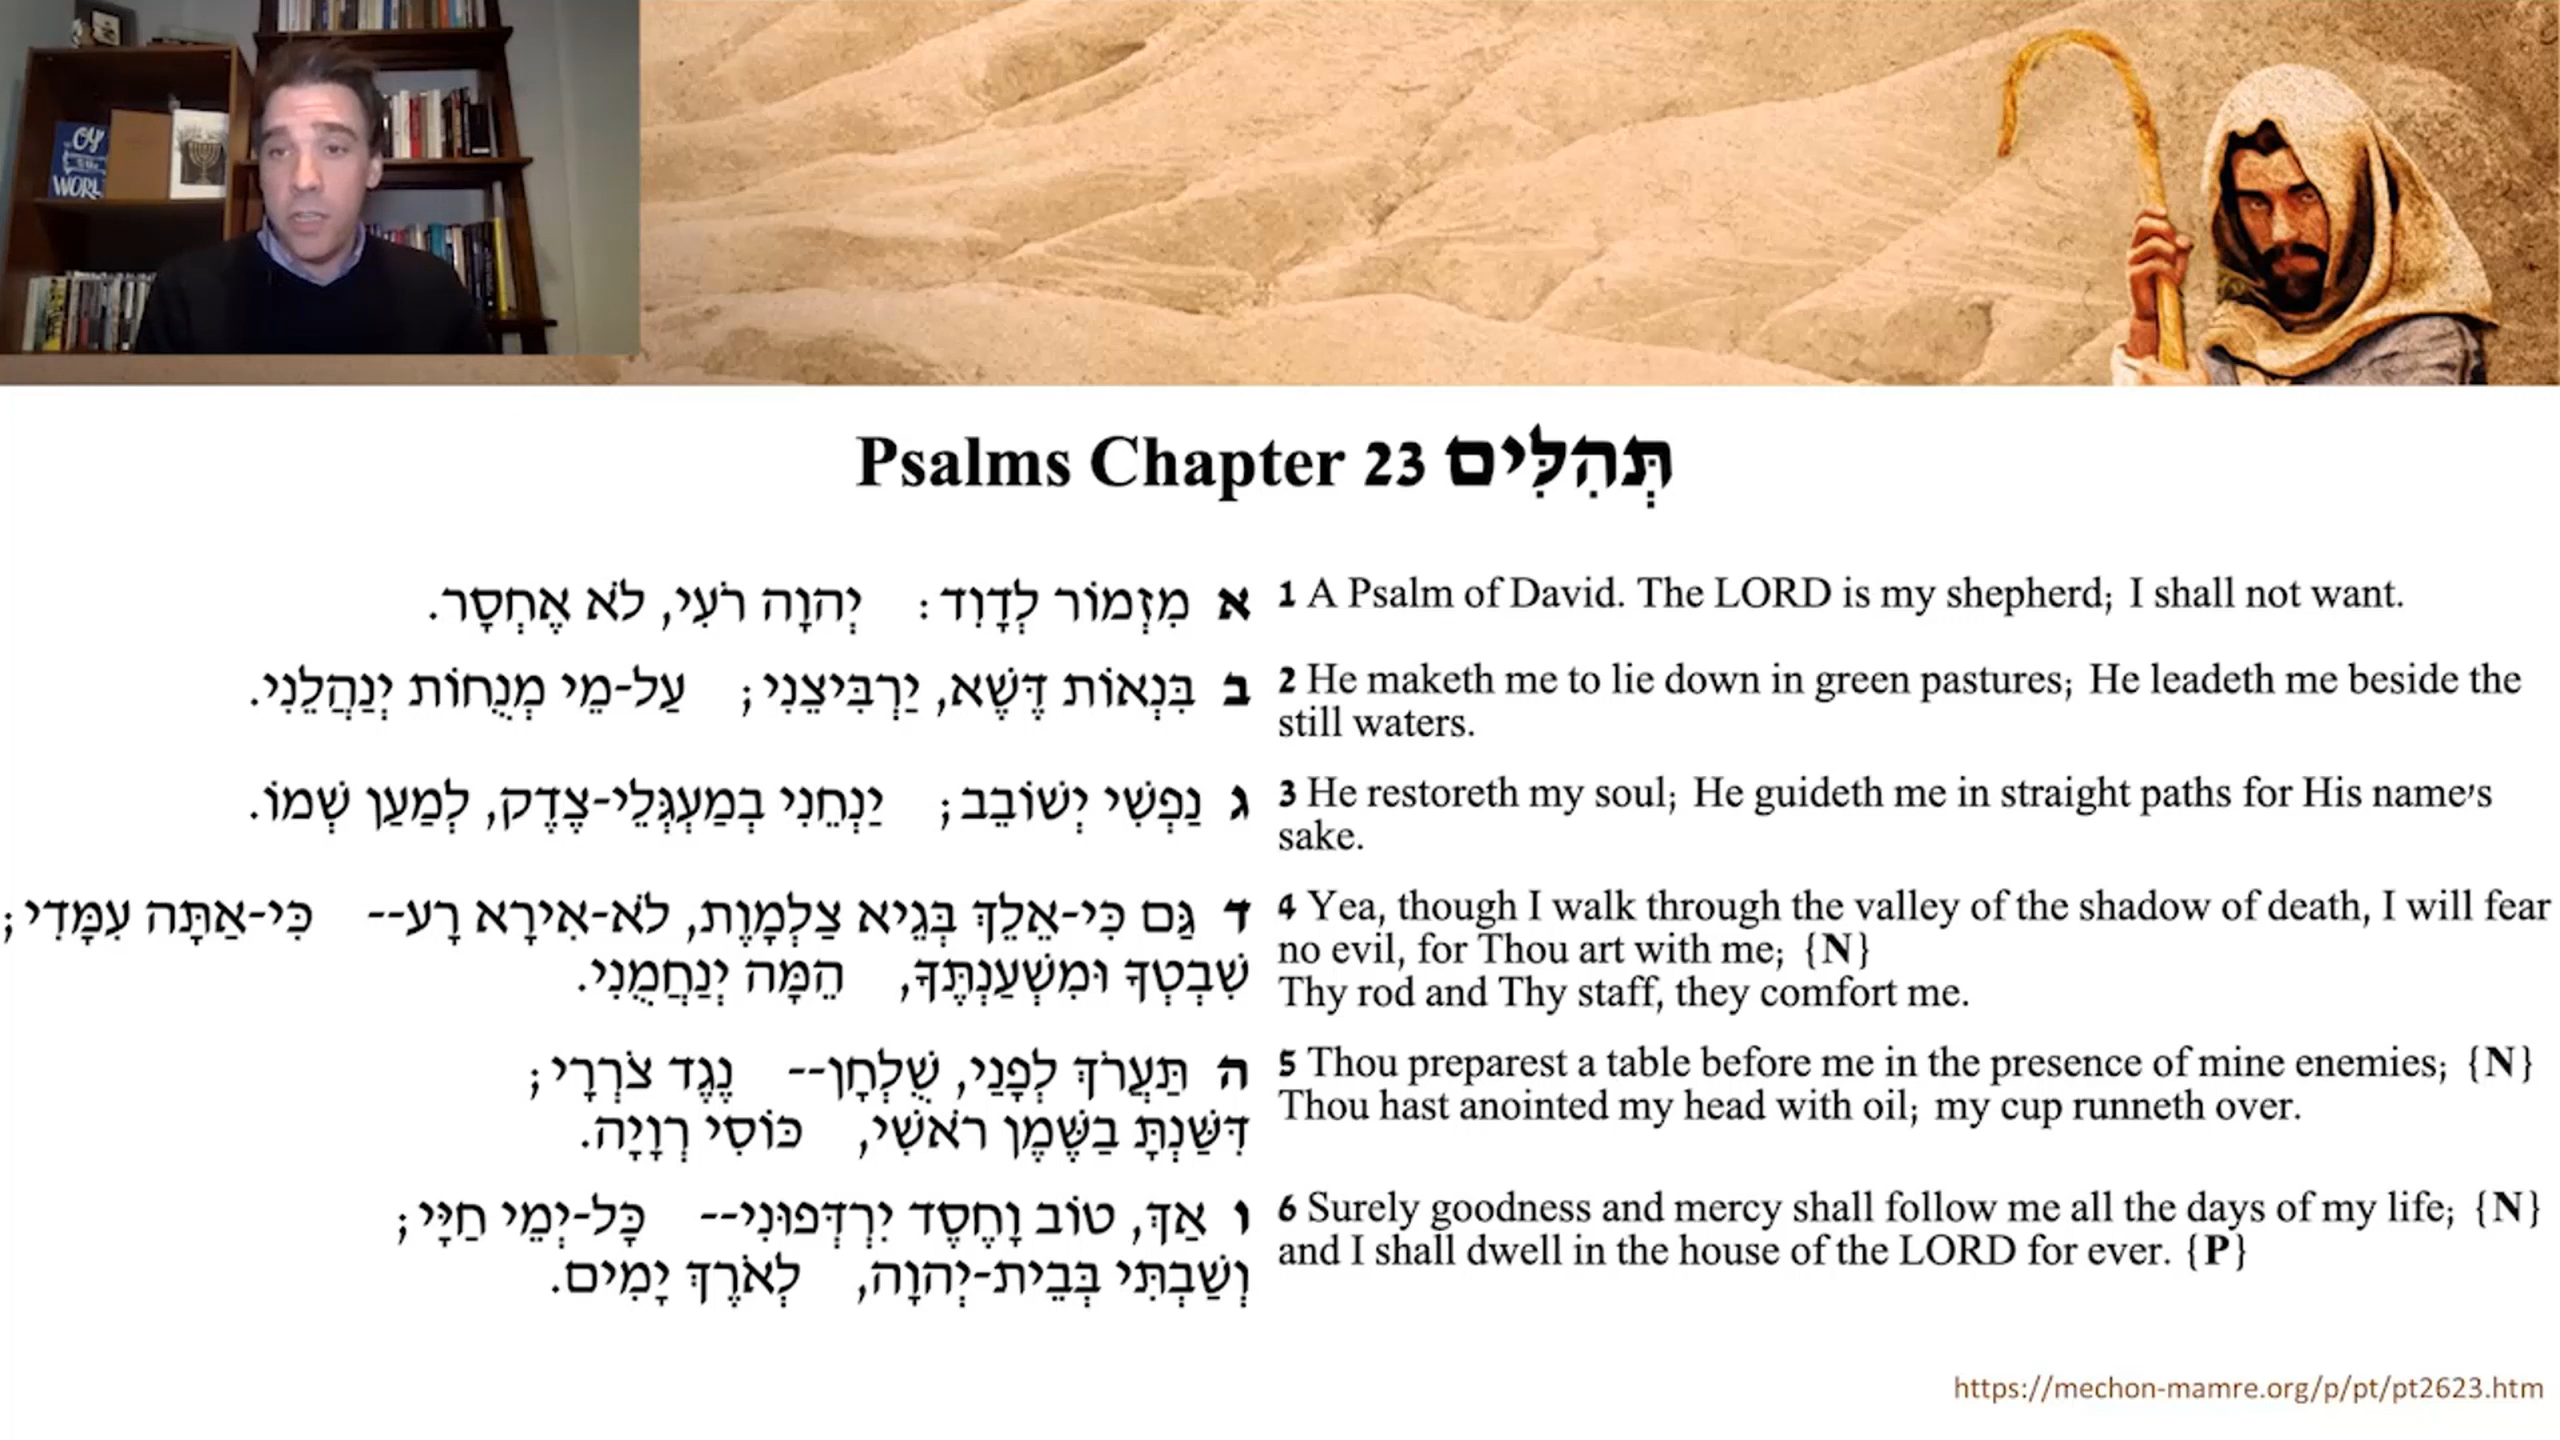 OY
WORL
Psalms Chapter 23 תְּהִלִּים
א מִזְמוֹר לְדָוִד: יְהוָה רֹעִי, לֹא אֶחְסָר.
1 A Psalm of David. The LORD is my shepherd; I shall not want.
ב בִּנְאוֹת דֶּשֶׁא, יַרְבִּיצֵנִי; עַל-מֵי מְנֻחוֹת יְנַהֲלֵנִי.
2 He maketh me to lie down in green pastures; He leadeth me beside the
still waters.
ג נַפְשִׁי יְשׁוֹבֵב; יַנְחֵנִי בְמַעְגְּלֵי-צֶדֶק, לְמַעַן שְׁמוֹ.
3 He restoreth my soul; He guideth me in straight paths for His name's
sake.
ד גַּם כִּי-אֵלֵךְ בְּגֵיא צַלְמָוֶת, לֹא-אִירָא רָע-- כִּי-אַתָּה עִמָּדִי;
שִׁבְטְךָ וּמִשְׁעַנְתֶּךָ, הֵמָּה יְנַחֲמֻנִי.
4 Yea, though I walk through the valley of the shadow of death, I will fear
no evil, for Thou art with me; {N}
Thy rod and Thy staff, they comfort me.
ה תַּעֲרֹךְ לְפָנַי, שֻׁלְחָן-- נֶגֶד צֹרְרָי;
דִּשַּׁנְתָּ בַשֶּׁמֶן רֹאשִׁי, כּוֹסִי רְוָיָה.
5 Thou preparest a table before me in the presence of mine enemies; {N}
Thou hast anointed my head with oil; my cup runneth over.
ו אַךְ, טוֹב וָחֶסֶד יִרְדְּפוּנִי-- כָּל-יְמֵי חַיָּי;
וְשַׁבְתִּי בְּבֵית-יְהוָה, לְאֹרֶךְ יָמִים.
6 Surely goodness and mercy shall follow me all the days of my life; {N}
and I shall dwell in the house of the LORD for ever. {P}
https://mechon-mamre.org/p/pt/pt2623.htm